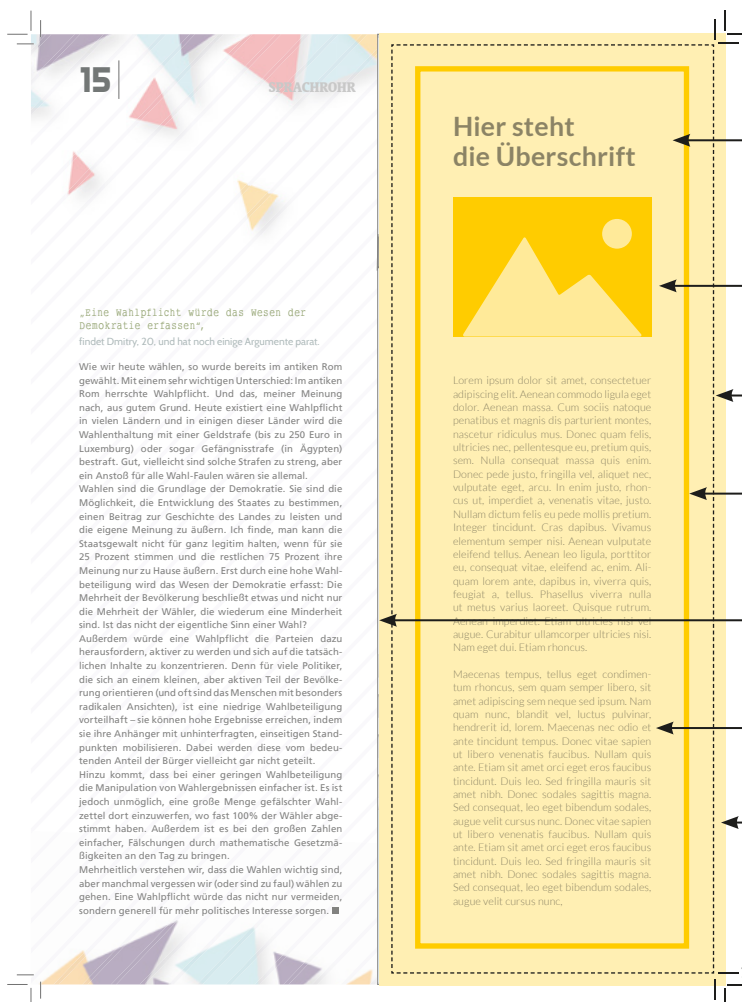 15
SPRACHROHR
„Eine Wahlpflicht würde das Wesen der
Demokratie erfassen“,
findet Dmitry, 20, und hat noch einige Argumente parat.
Wie wir heute wählen, so wurde bereits im antiken Rom
gewählt. Mit einem sehr wichtigen Unterschied: Im antiken
Rom herrschte Wahlpflicht. Und das, meiner Meinung
nach, aus gutem Grund. Heute existiert eine Wahlpflicht
in vielen Ländern und in einigen dieser Länder wird die
Wahlenthaltung mit einer Geldstrafe (bis zu 250 Euro in
Luxemburg) oder sogar Gefängnisstrafe (in Ägypten)
bestraft. Gut, vielleicht sind solche Strafen zu streng, aber
ein Anstoß für alle Wahl-Faulen wären sie allemal.
Wahlen sind die Grundlage der Demokratie. Sie sind die
Möglichkeit, die Entwicklung des Staates zu bestimmen,
einen Beitrag zur Geschichte des Landes zu leisten und
die eigene Meinung zu äußern. Ich finde, man kann die
Staatsgewalt nicht für ganz legitim halten, wenn für sie
25 Prozent stimmen und die restlichen 75 Prozent ihre
Meinung nur zu Hause äußern. Erst durch eine hohe Wahl-
beteiligung wird das Wesen der Demokratie erfasst: Die
Mehrheit der Bevölkerung beschließt etwas und nicht nur
die Mehrheit der Wähler, die wiederum eine Minderheit
sind. Ist das nicht der eigentliche Sinn einer Wahl?
Außerdem würde eine Wahlpflicht die Parteien dazu
herausfordern, aktiver zu werden und sich auf die tatsäch-
lichen Inhalte zu konzentrieren. Denn für viele Politiker,
die sich an einem kleinen, aber aktiven Teil der Bevölke-
rung orientieren (und oft sind das Menschen mit besonders
radikalen Ansichten), ist eine niedrige Wahlbeteiligung
vorteilhaft – sie können hohe Ergebnisse erreichen, indem
sie ihre Anhänger mit unhinterfragten, einseitigen Stand-
punkten mobilisieren. Dabei werden diese vom bedeu-
tenden Anteil der Bürger vielleicht gar nicht geteilt.
Hinzu kommt, dass bei einer geringen Wahlbeteiligung
die Manipulation von Wahlergebnissen einfacher ist. Es ist
jedoch unmöglich, eine große Menge gefälschter Wahl-
zettel dort einzuwerfen, wo fast 100% der Wähler abge-
stimmt haben. Außerdem ist es bei den großen Zahlen
einfacher, Fälschungen durch mathematische Gesetzmä-
ßigkeiten an den Tag zu bringen.
Mehrheitlich verstehen wir, dass die Wahlen wichtig sind,
aber manchmal vergessen wir (oder sind zu faul) wählen zu
gehen. Eine Wahlpflicht würde das nicht nur vermeiden,
sondern generell für mehr politisches Interesse sorgen.
Hier steht
die Überschrift
Lorem ipsum dolor sit amet, consectetuer
adipiscing elit. Aenean commodo ligula eget
dolor. Aenean massa. Cum sociis natoque
penatibus et magnis dis parturient montes,
nascetur ridiculus mus. Donec quam felis,
ultricies nec, pellentesque eu, pretium quis,
sem. Nulla consequat massa quis enim.
Donec pede justo, fringilla vel, aliquet nec,
vulputate eget, arcu. In enim justo, rhon-
cus ut, imperdiet a, venenatis vitae, justo.
Nullam dictum felis eu pede mollis pretium.
Integer tincidunt. Cras dapibus. Vivamus
elementum semper nisi. Aenean vulputate
eleifend tellus. Aenean leo ligula, porttitor
eu, consequat vitae, eleifend ac, enim. Ali-
quam lorem ante, dapibus in, viverra quis,
feugiat a, tellus. Phasellus viverra nulla
ut metus varius laoreet. Quisque rutrum.
Aenean imperdiet. Etiam ultricies nisi vel
augue. Curabitur ullamcorper ultricies nisi.
Nam eget dui. Etiam rhoncus.
Maecenas tempus, tellus eget condimen-
tum rhoncus, sem quam semper libero, sit
amet adipiscing sem neque sed ipsum. Nam
quam nunc, blandit vel, luctus pulvinar,
hendrerit id, lorem. Maecenas nec odio et
ante tincidunt tempus. Donec vitae sapien
ut libero venenatis faucibus. Nullam quis
ante. Etiam sit amet orci eget eros faucibus
tincidunt. Duis leo. Sed fringilla mauris sit
amet nibh. Donec sodales sagittis magna.
Sed consequat, leo eget bibendum sodales,
augue velit cursus nunc. Donec vitae sapien
ut libero venenatis faucibus. Nullam quis
ante. Etiam sit amet orci eget eros faucibus
tincidunt. Duis leo. Sed fringilla mauris sit
amet nibh. Donec sodales sagittis magna.
Sed consequat, leo eget bibendum sodales,
augue velit cursus nunc,